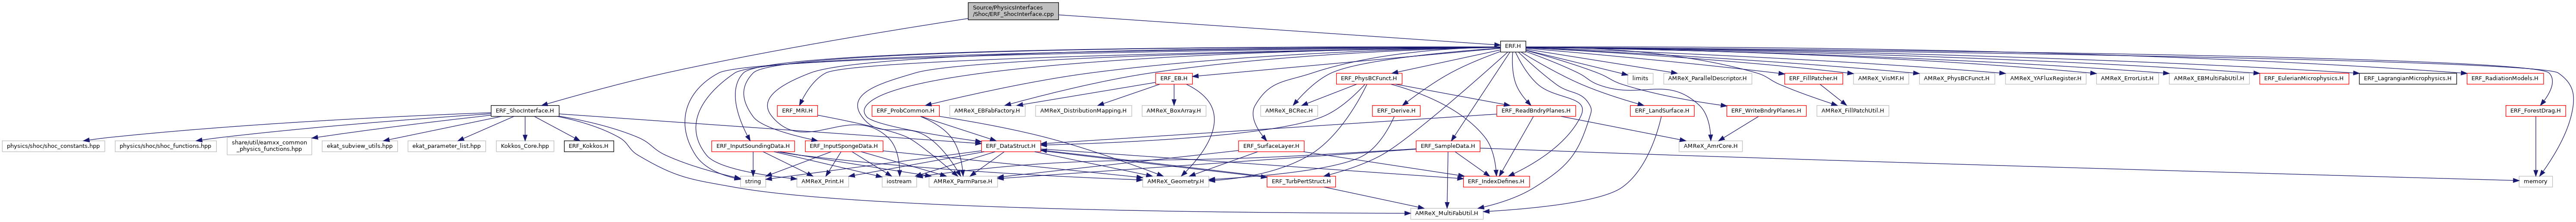 Source/PhysicsInterfaces
/Shoc/ERF_ShocInterface.cpp
ERF.H
ERF_EB.H
ERF_PhysBCFunct.H
limits
AMReX_ParallelDescriptor.H
ERF_FillPatcher.H
AMReX_VisMF.H
AMReX_PhysBCFunct.H
AMReX_YAFluxRegister.H
AMReX_ErrorList.H
AMReX_EBMultiFabUtil.H
ERF_EulerianMicrophysics.H
ERF_LagrangianMicrophysics.H
ERF_RadiationModels.H
ERF_ShocInterface.H
ERF_MRI.H
ERF_ProbCommon.H
AMReX_EBFabFactory.H
AMReX_DistributionMapping.H
AMReX_BoxArray.H
AMReX_BCRec.H
ERF_Derive.H
ERF_ReadBndryPlanes.H
ERF_LandSurface.H
ERF_WriteBndryPlanes.H
AMReX_FillPatchUtil.H
ERF_ForestDrag.H
physics/shoc/shoc_constants.hpp
physics/shoc/shoc_functions.hpp
share/util/eamxx_common
_physics_functions.hpp
ekat_subview_utils.hpp
ekat_parameter_list.hpp
Kokkos_Core.hpp
ERF_Kokkos.H
ERF_InputSoundingData.H
ERF_InputSpongeData.H
ERF_DataStruct.H
ERF_SurfaceLayer.H
ERF_SampleData.H
AMReX_AmrCore.H
string
AMReX_Print.H
iostream
AMReX_ParmParse.H
AMReX_Geometry.H
ERF_TurbPertStruct.H
ERF_IndexDefines.H
memory
AMReX_MultiFabUtil.H